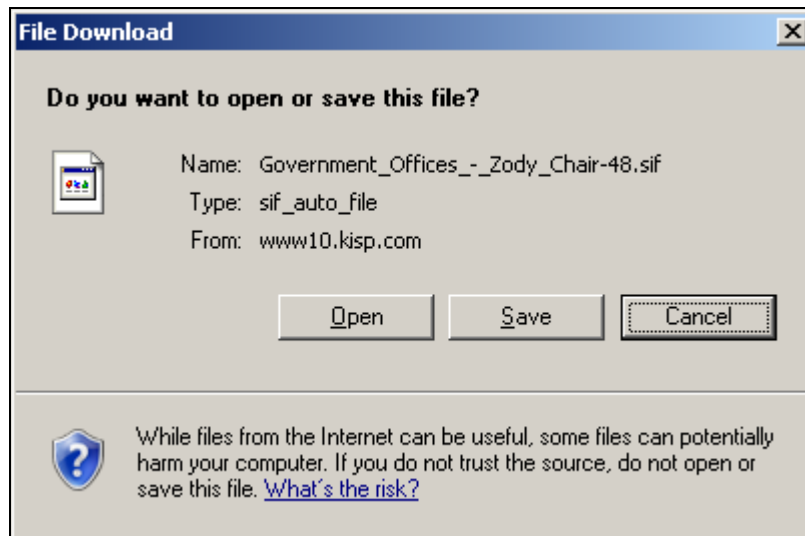 File Download
Do you want to open or save this file?
Name: Government_Offices_-_Zody_Chair-48.sif
Type: sif_auto_file
From: www10.kisp.com
Open Save Cancel
While files from the Internet can be useful, some files can potentially
harm your computer. If you do not trust the source, do not open or
save this file. What's the risk?